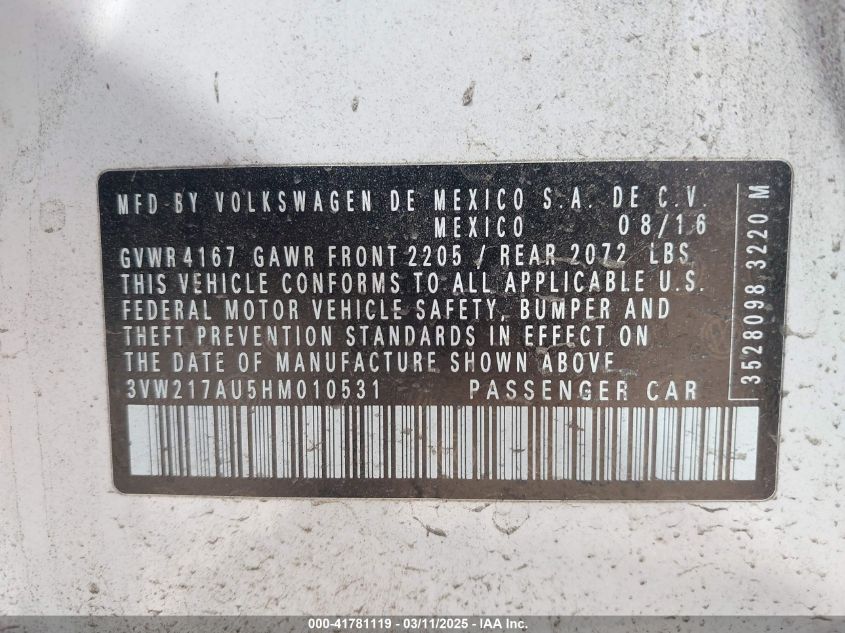 MFD BY VOLKSWAGEN DE MEXICO S.A. DE C.V.
MEXICO 08/16
GVWR 4167 GAWR FRONT 2205 / REAR 2072 LBS
THIS VEHICLE CONFORMS TO ALL APPLICABLE U.S.
FEDERAL MOTOR VEHICLE SAFETY, BUMPER AND
THEFT PREVENTION STANDARDS IN EFFECT ON
THE DATE OF MANUFACTURE SHOWN ABOVE
3VW217AU5HM010531 PASSENGER CAR
3528098 3220 M
000-41781119 - 03/11/2025 - IAA Inc.